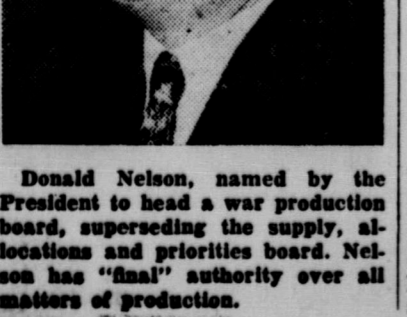 Donald Nelson, named by the
President to head a war production
board, superseding the supply, al-
locations and priorities board. Nel-
son has "final" authority over all
matters of production.